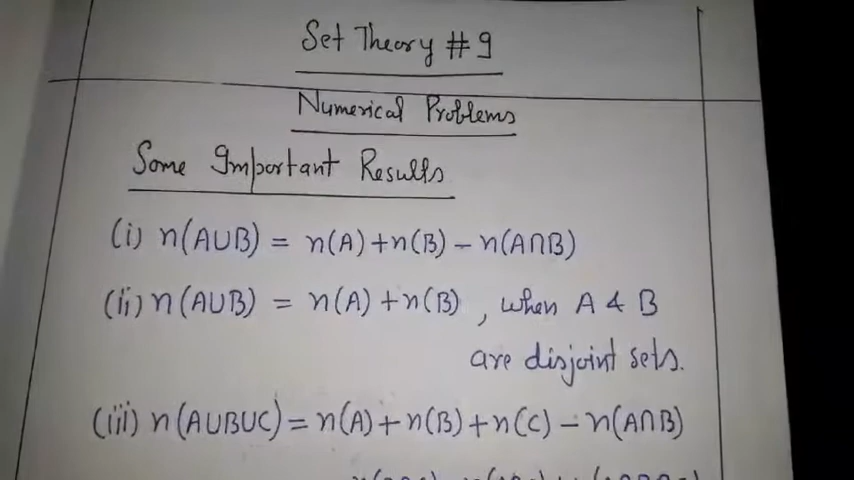 Set Theory #9
Numerical Problems
Some Important Results
(i) n(A∪B) = n(A)+n(B) – n(A∩B)
(ii) n(A∪B) = n(A)+n(B) , when A & B
are disjoint sets.
(iii) n(A∪B∪C) = n(A)+n(B)+n(C) – n(A∩B)